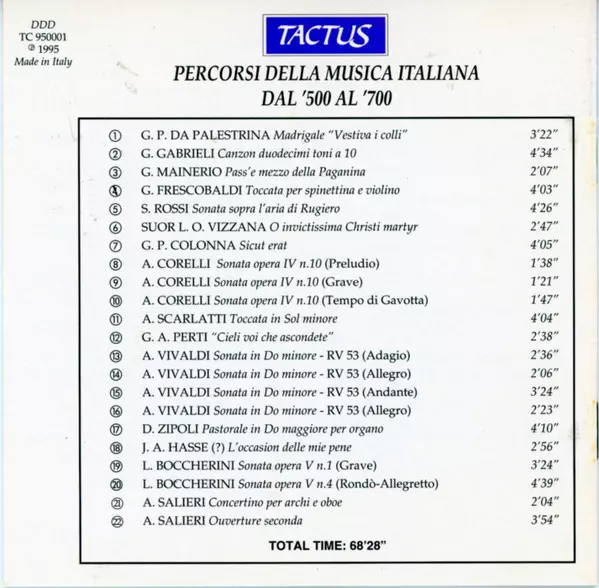 DDD
TC 950001
℗ 1995
Made in Italy
TACTUS
PERCORSI DELLA MUSICA ITALIANA
DAL '500 AL '700
① G. P. DA PALESTRINA Madrigale "Vestiva i colli" 3'22"
② G. GABRIELI Canzon duodecimi toni a 10 4'34"
③ G. MAINERIO Pass'e mezzo della Paganina 2'07"
④ G. FRESCOBALDI Toccata per spinettina e violino 4'03"
⑤ S. ROSSI Sonata sopra l'aria di Rugiero 4'26"
⑥ SUOR L. O. VIZZANA O invictissima Christi martyr 2'47"
⑦ G. P. COLONNA Sicut erat 4'05"
⑧ A. CORELLI Sonata opera IV n.10 (Preludio) 1'38"
⑨ A. CORELLI Sonata opera IV n.10 (Grave) 1'21"
⑩ A. CORELLI Sonata opera IV n.10 (Tempo di Gavotta) 1'47"
⑪ A. SCARLATTI Toccata in Sol minore 4'04"
⑫ G. A. PERTI "Cieli voi che ascondete" 2'38"
⑬ A. VIVALDI Sonata in Do minore - RV 53 (Adagio) 2'36"
⑭ A. VIVALDI Sonata in Do minore - RV 53 (Allegro) 2'06"
⑮ A. VIVALDI Sonata in Do minore - RV 53 (Andante) 3'24"
⑯ A. VIVALDI Sonata in Do minore - RV 53 (Allegro) 2'23"
⑰ D. ZIPOLI Pastorale in Do maggiore per organo 4'10"
⑱ J. A. HASSE (?) L'occasion delle mie pene 2'56"
⑲ L. BOCCHERINI Sonata opera V n.1 (Grave) 3'24"
⑳ L. BOCCHERINI Sonata opera V n.4 (Rondò-Allegretto) 4'39"
㉑ A. SALIERI Concertino per archi e oboe 2'04"
㉒ A. SALIERI Ouverture seconda 3'54"
TOTAL TIME: 68'28"